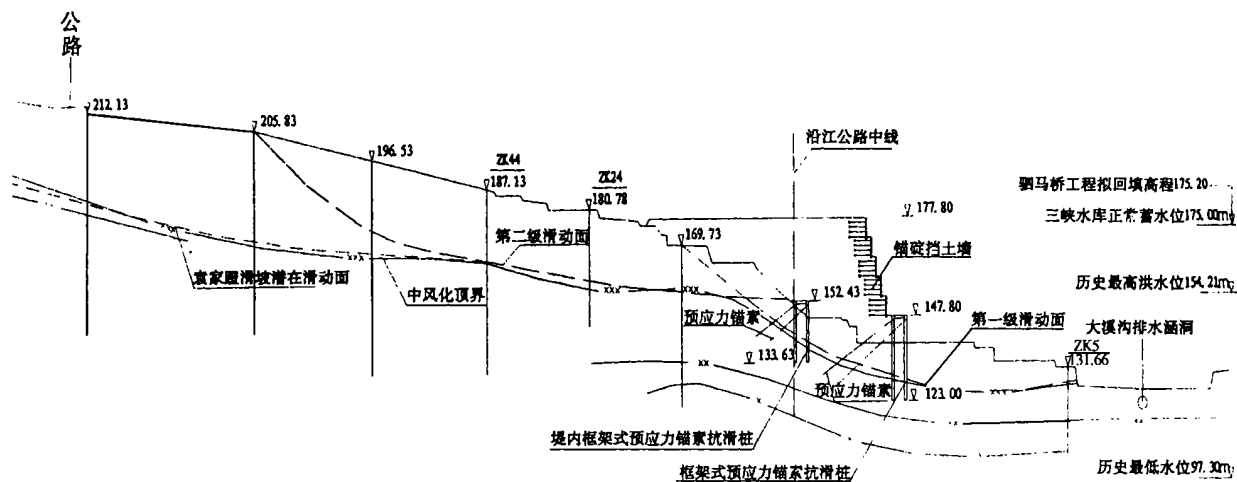 公路
212.13
205.83
196.53
ZK44
187.13
ZK24
180.78
沿江公路中线
驷马桥工程拟回填高程175.20
177.80
三峡水库正常蓄水位175.00m
169.73
第二级滑动面
锚碇挡土墙
袁家 滑坡潜在滑动面
中风化顶界
历史最高洪水位154.21m
152.43
147.80
预应力锚索
第一级滑动面
大溪沟排水涵洞
133.63
ZK5
131.66
预应力锚索
123.00
堤内框架式预应力锚索抗滑桩
框架式预应力锚索抗滑桩
历史最低水位97.30m